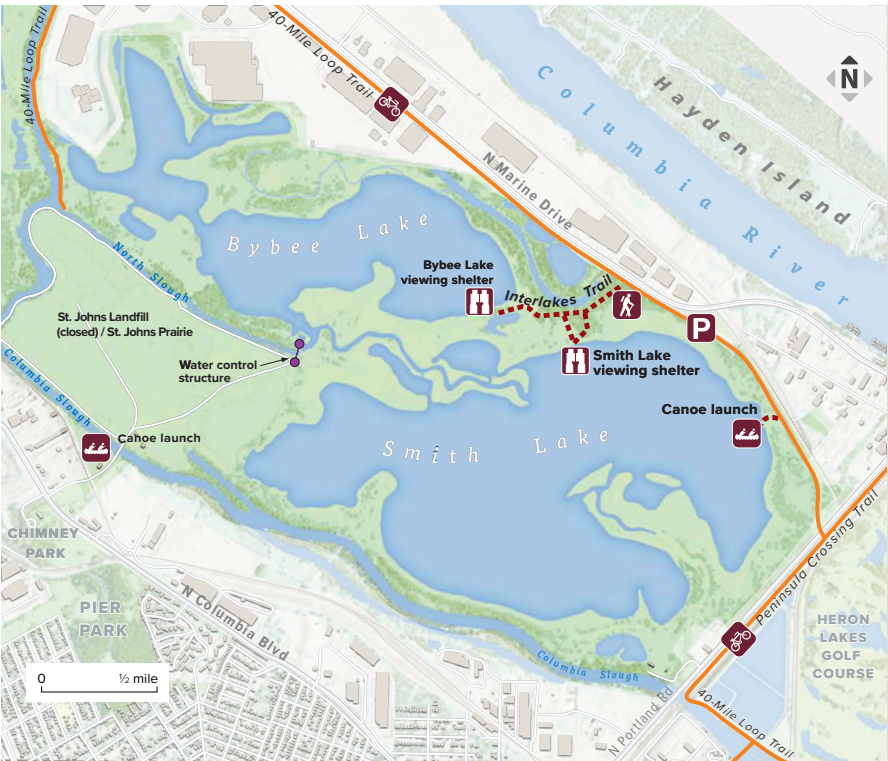 40-Mile Loop Trail
40-Mile Loop Trail
N
Columbia River
Hayden Island
N Marine Drive
Bybee Lake
Bybee Lake
viewing shelter
Interlakes Trail
North Slough
St. Johns Landfill
(closed) / St. Johns Prairie
P
Water control
structure
Smith Lake
viewing shelter
Columbia Slough
Canoe launch
Canoe launch
Smith Lake
CHIMNEY
PARK
Peninsula Crossing Trail
PIER
PARK
N Columbia Blvd
HERON
LAKES
GOLF
COURSE
0 ½ mile
Columbia Slough
N Portland Rd
40-Mile Loop Trail